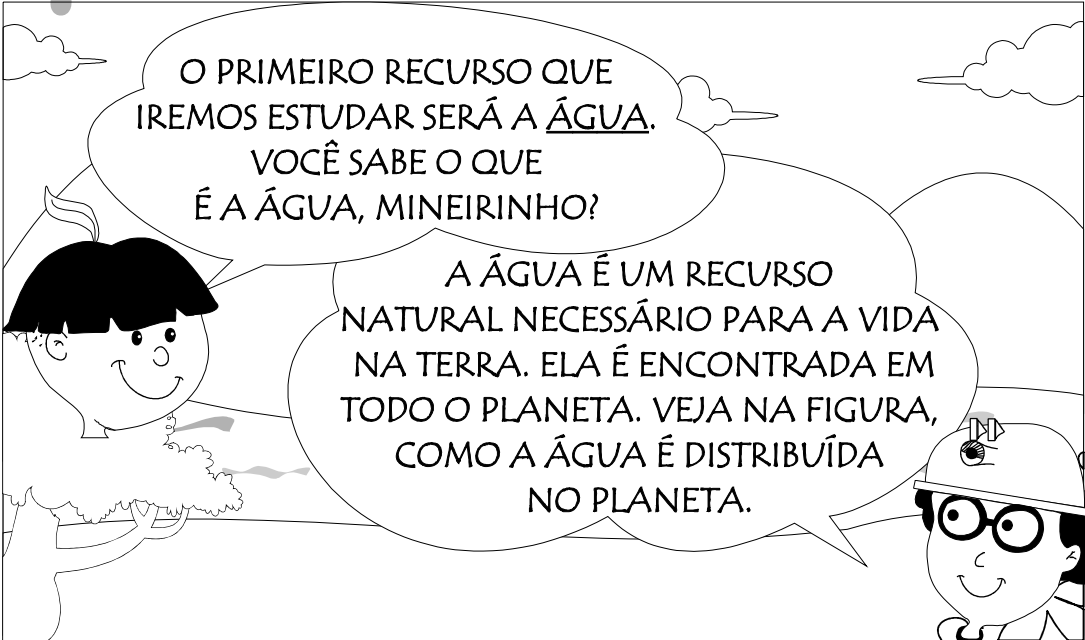 O PRIMEIRO RECURSO QUE
IREMOS ESTUDAR SERÁ A ÁGUA.
VOCÊ SABE O QUE
É A ÁGUA, MINEIRINHO?
A ÁGUA É UM RECURSO
NATURAL NECESSÁRIO PARA A VIDA
NA TERRA. ELA É ENCONTRADA EM
TODO O PLANETA. VEJA NA FIGURA,
COMO A ÁGUA É DISTRIBUÍDA
NO PLANETA.